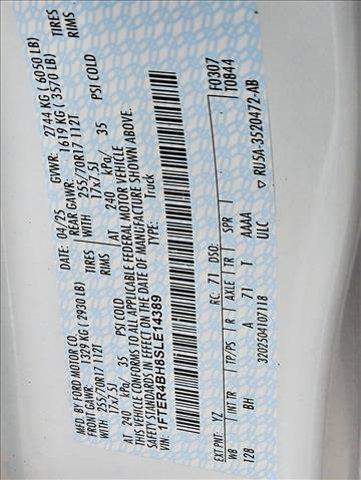 MFD. BY FORD MOTOR CO.
DATE: 04/25 GVWR: 2744 KG ( 6050 LB)
FRONT GAWR: 1329 KG ( 2930 LB) REAR GAWR: 1619 KG ( 3570 LB)
WITH 255/70R17 112T TIRES WITH 255/70R17 112T TIRES
17x7.5J RIMS 17x7.5J RIMS
AT 240 kPa/ 35 PSI COLD AT 240 kPa/ 35 PSI COLD
THIS VEHICLE CONFORMS TO ALL APPLICABLE FEDERAL MOTOR VEHICLE
SAFETY STANDARDS IN EFFECT ON THE DATE OF MANUFACTURE SHOWN ABOVE.
VIN: 1FTER4BH8SLE14389 TYPE: Truck
F0307
T0844
EXT PNT: YZ RC: 71 DSO:
WB INT TR TP/PS R AXLE TR SPR
128 BH A 71 T AAAA
ULC
3202504107118
RU5A-3520472-AB